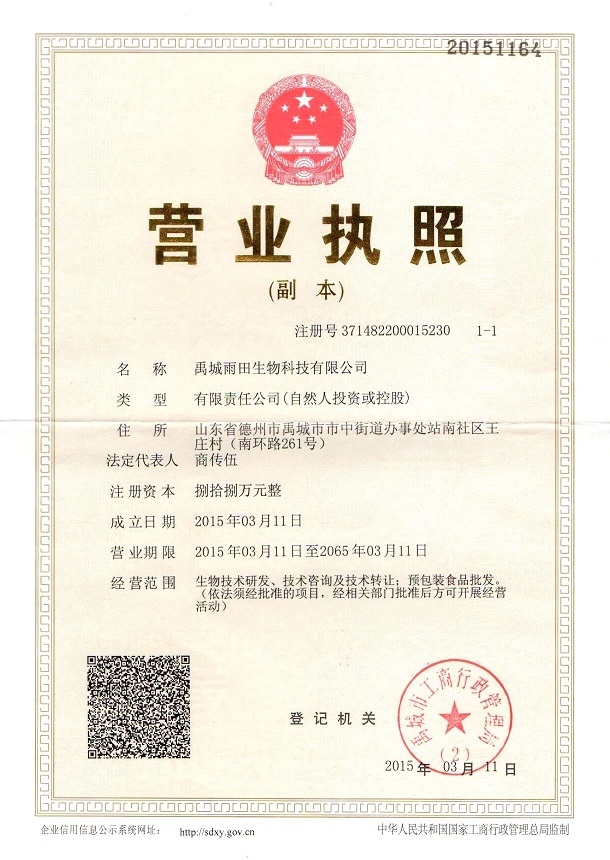 20151164
营业执照
(副 本)
注册号 371482200015230 1-1
名 称 禹城雨田生物科技有限公司
类 型 有限责任公司(自然人投资或控股)
住 所 山东省德州市禹城市市中街道办事处站南社区王
庄村（南环路261号）
法定代表人 商传伍
注册资本 捌拾捌万元整
成立日期 2015年03月11日
营业期限 2015年03月11日至2065年03月11日
经营范围 生物技术研发、技术咨询及技术转让；预包装食品批发。
（依法须经批准的项目，经相关部门批准后方可开展经营
活动）
登记机关
禹城市工商行政管理局
(2)
2015年 03月 11日
企业信用信息公示系统网址： http://sdxy.gov.cn 中华人民共和国国家工商行政管理总局监制